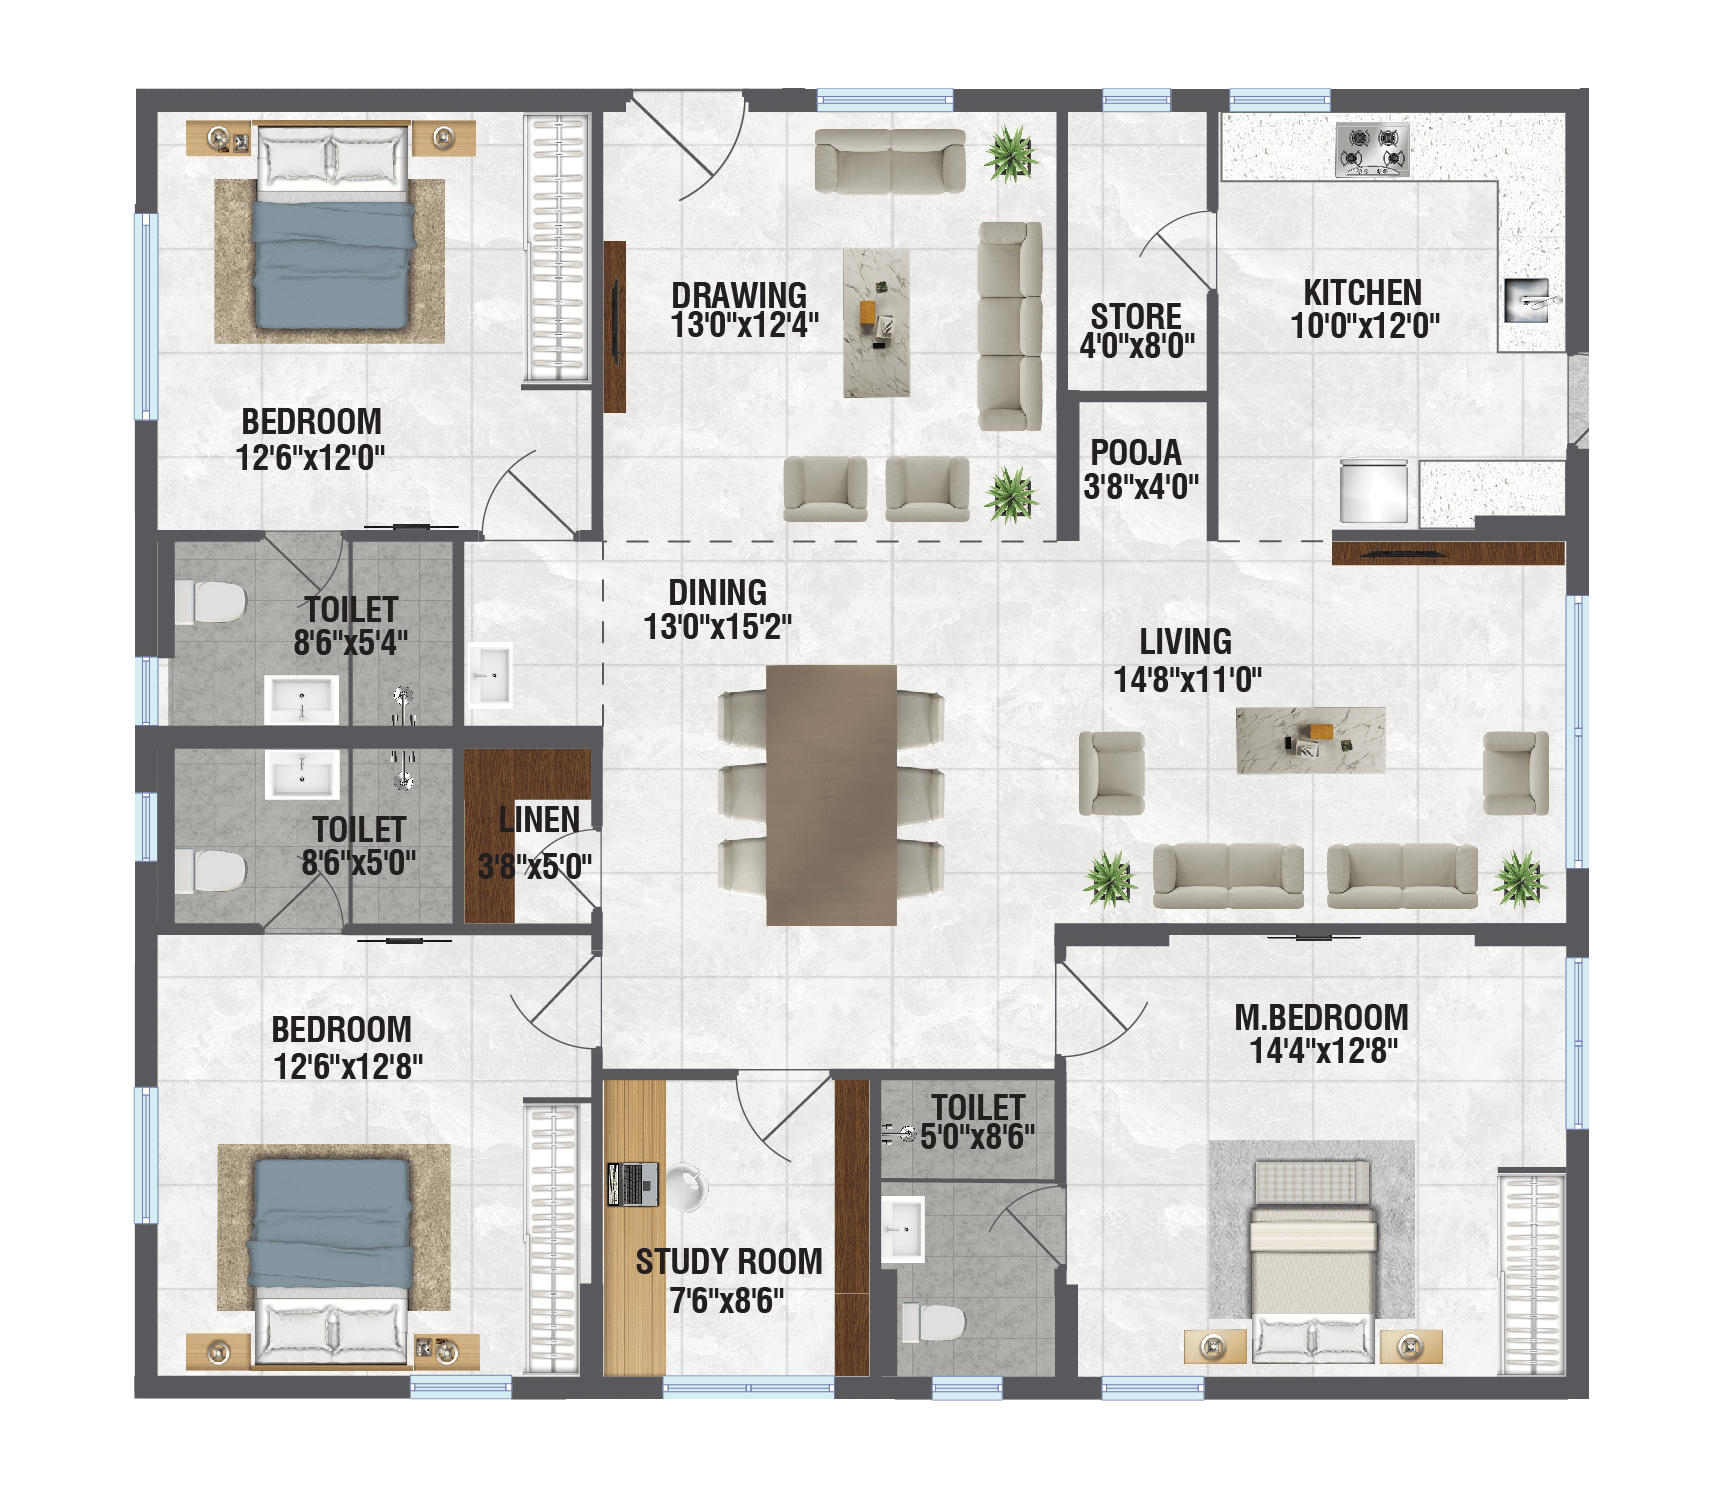 DRAWING
13'0"x12'4"
STORE
4'0"x8'0"
KITCHEN
10'0"x12'0"
BEDROOM
12'6"x12'0"
POOJA
3'8"x4'0"
TOILET
8'6"x5'4"
DINING
13'0"x15'2"
LIVING
14'8"x11'0"
TOILET
8'6"x5'0"
LINEN
3'8"x5'0"
BEDROOM
12'6"x12'8"
M.BEDROOM
14'4"x12'8"
TOILET
5'0"x8'6"
STUDY ROOM
7'6"x8'6"